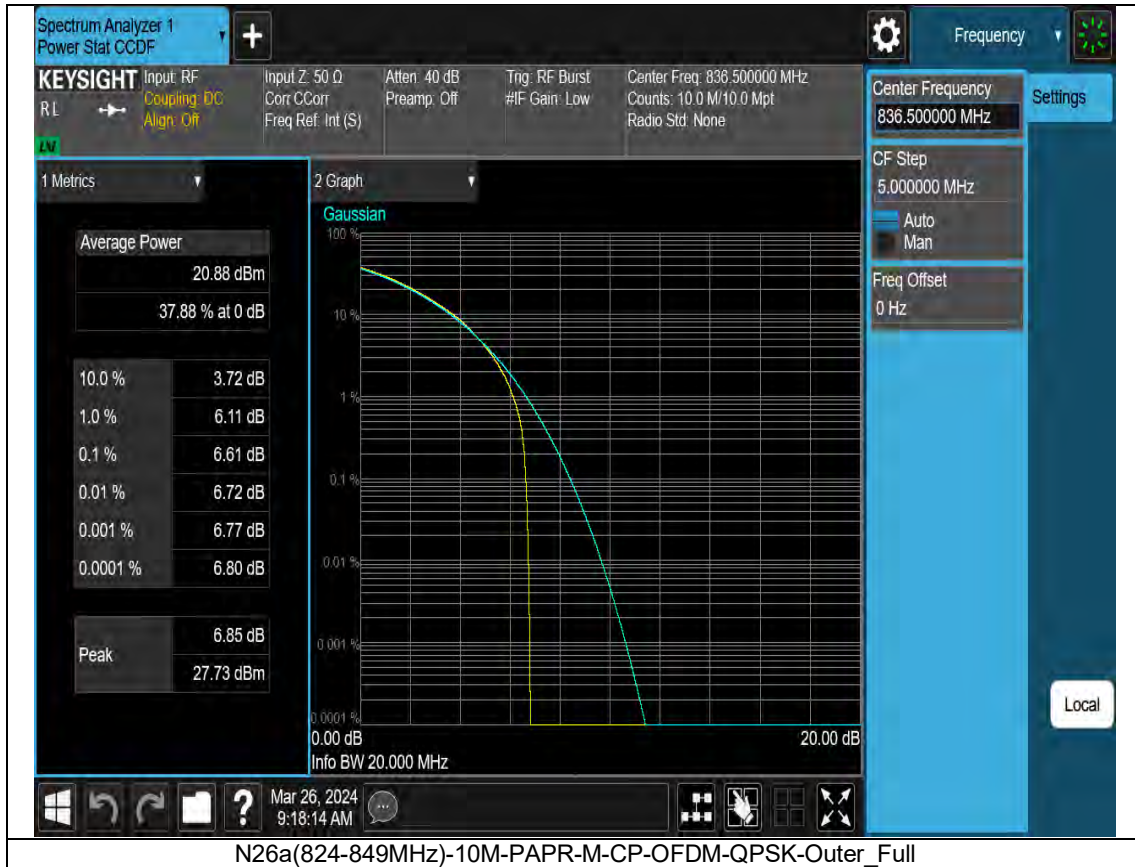 Spectrum Analyzer 1
Power Stat CCDF
+
Frequency
KEYSIGHT
RL
LXI
Input: RF
Coupling: DC
Align: Off
Input Z: 50 Ω
Corr CCorr
Freq Ref: Int (S)
Atten: 40 dB
Preamp: Off
Trig: RF Burst
#IF Gain: Low
Center Freq: 836.500000 MHz
Counts: 10.0 M/10.0 Mpt
Radio Std: None
Center Frequency
836.500000 MHz
Settings
CF Step
5.000000 MHz
Auto
Man
Freq Offset
0 Hz
Local
1 Metrics
Average Power
20.88 dBm
37.88 % at 0 dB
10.0 % 3.72 dB
1.0 % 6.11 dB
0.1 % 6.61 dB
0.01 % 6.72 dB
0.001 % 6.77 dB
0.0001 % 6.80 dB
Peak
6.85 dB
27.73 dBm
2 Graph
Gaussian
100 %
10 %
1 %
0.1 %
0.01 %
0.001 %
0.0001 %
0.00 dB 20.00 dB
Info BW 20.000 MHz
?
Mar 26, 2024
9:18:14 AM
N26a(824-849MHz)-10M-PAPR-M-CP-OFDM-QPSK-Outer_Full